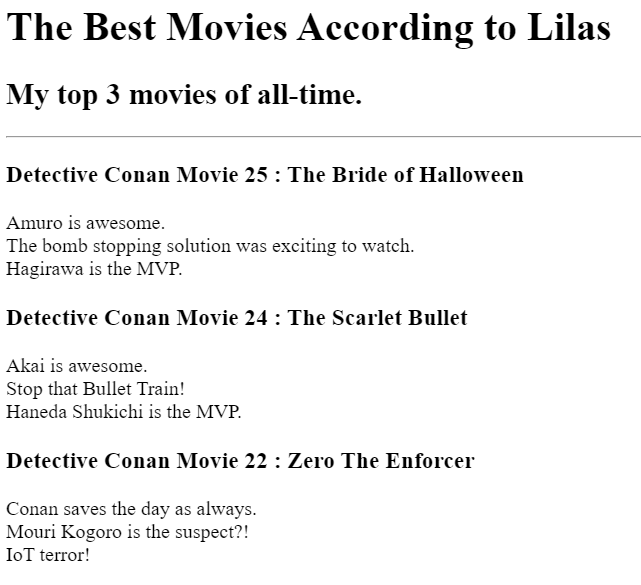 The Best Movies According to Lilas
My top 3 movies of all-time.
Detective Conan Movie 25 : The Bride of Halloween
Amuro is awesome.
The bomb stopping solution was exciting to watch.
Hagirawa is the MVP.
Detective Conan Movie 24 : The Scarlet Bullet
Akai is awesome.
Stop that Bullet Train!
Haneda Shukichi is the MVP.
Detective Conan Movie 22 : Zero The Enforcer
Conan saves the day as always.
Mouri Kogoro is the suspect?!
IoT terror!